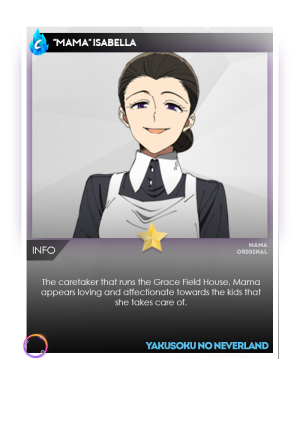 "MAMA" ISABELLA
INFO
MAMA
ORIGINAL
The caretaker that runs the Grace Field House, Mama
appears loving and affectionate towards the kids that
she takes care of.
YAKUSOKU NO NEVERLAND